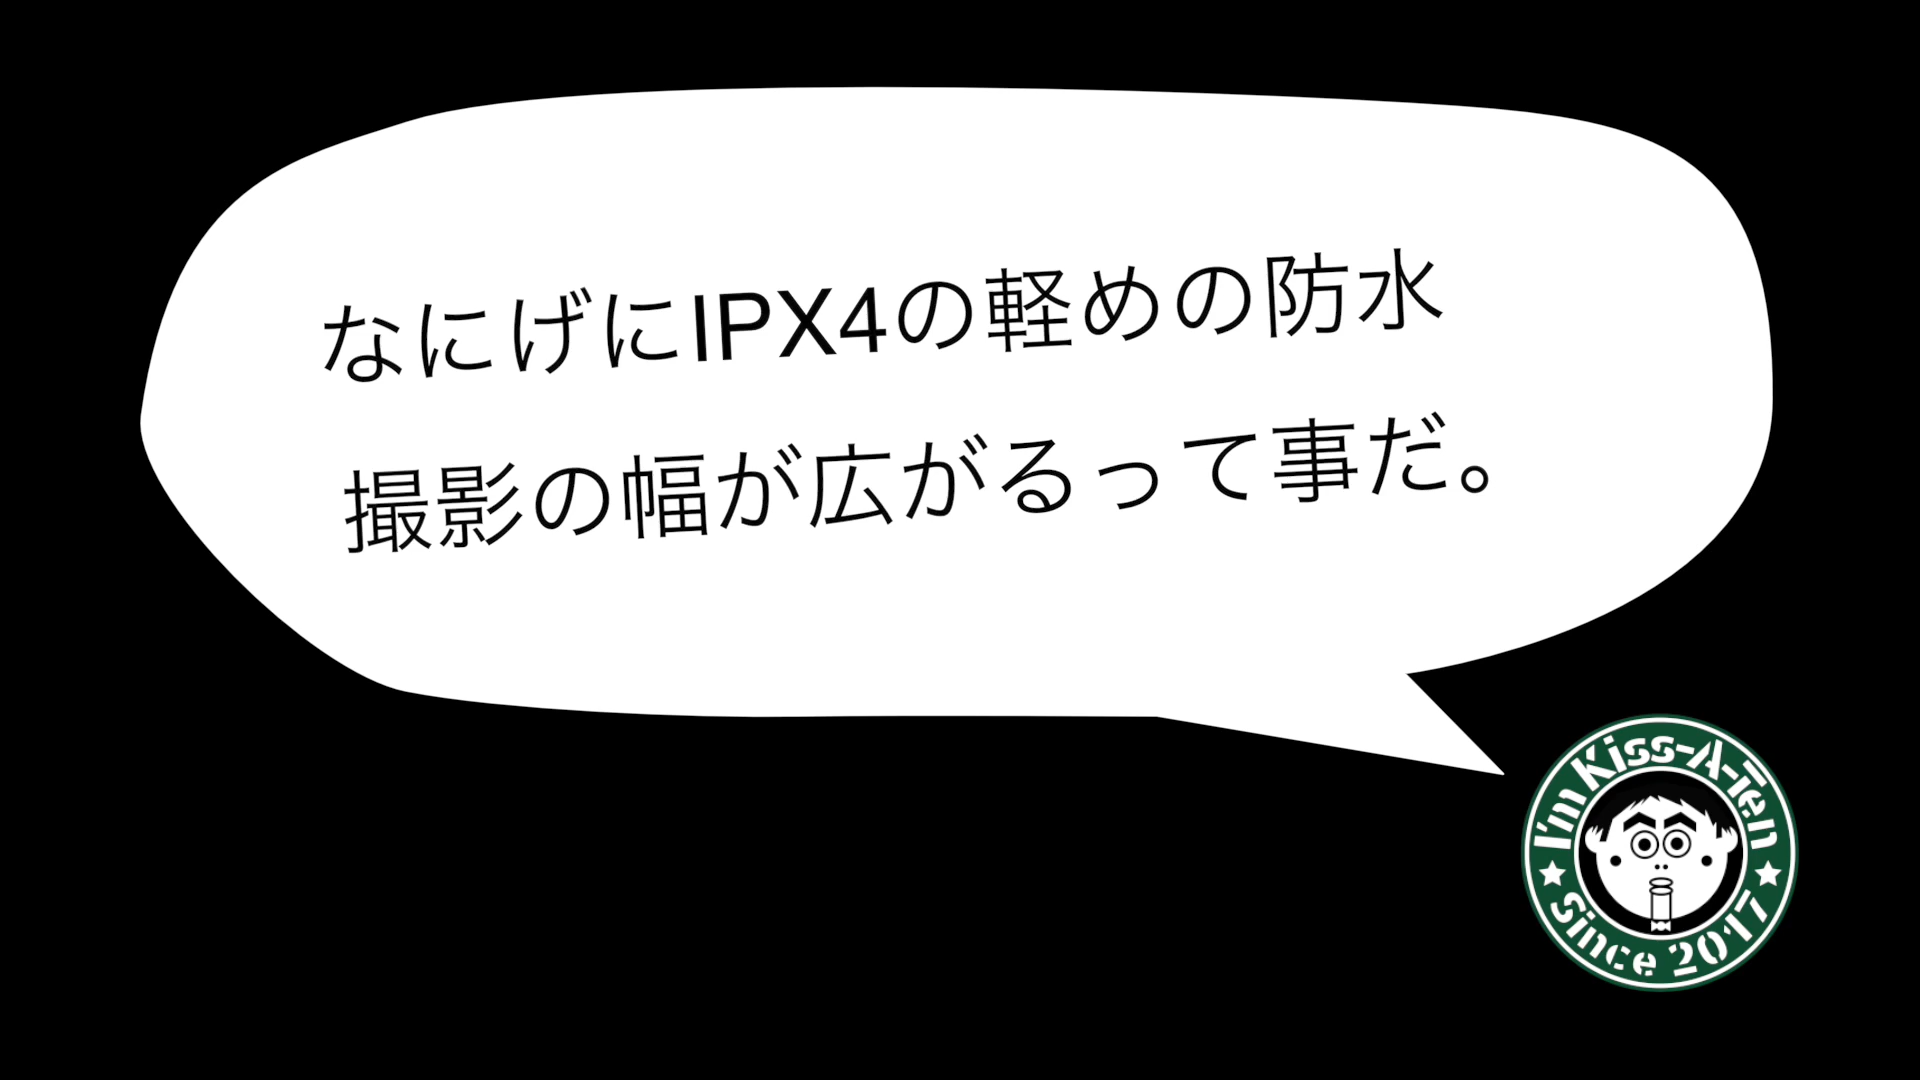 なにげにIPX4の軽めの防水
撮影の幅が広がるって事だ。
I'm Kiss-A-Ten
since 2017